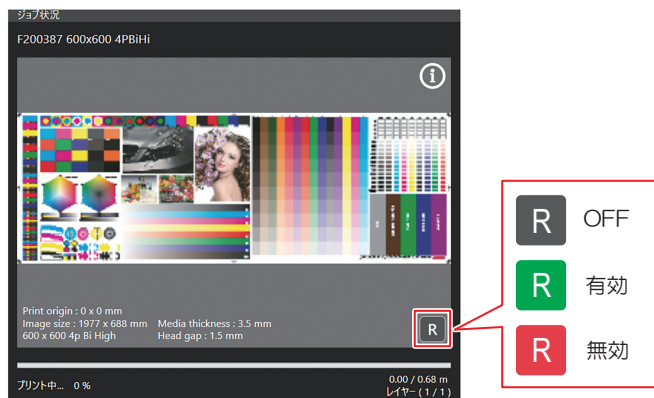 ジョブ状況
F200387 600x600 4PBiHi
i
Print origin : 0 x 0 mm
Image size : 1977 x 688 mm Media thickness : 3.5 mm
600 x 600 4p Bi High Head gap : 1.5 mm
R
プリント中... 0 %
0.00 / 0.68 m
レイヤー ( 1 / 1 )
R OFF
R 有効
R 無効